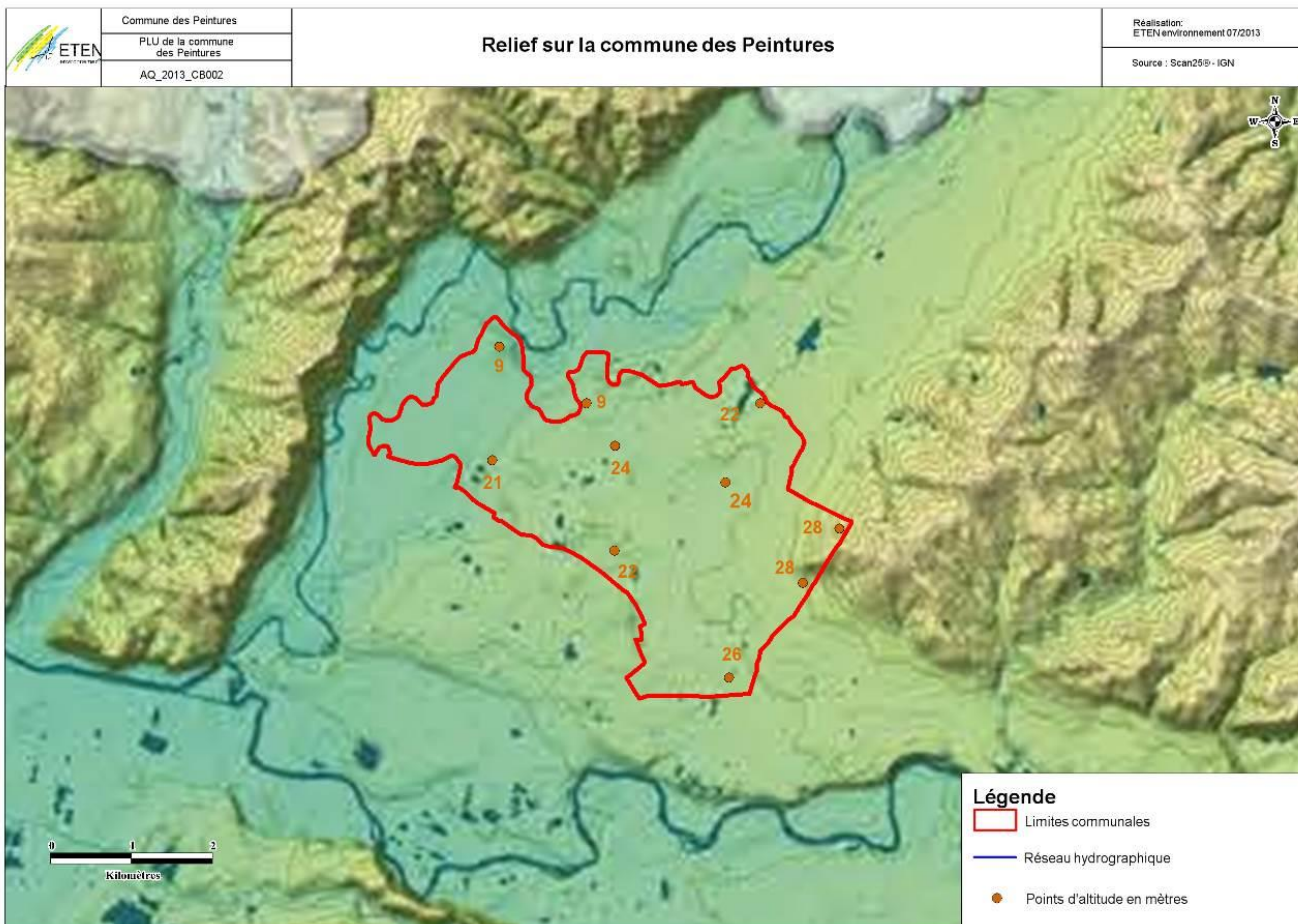 ETEN
Commune des Peintures
PLU de la commune
des Peintures
AQ_2013_CB002
Relief sur la commune des Peintures
Réalisation:
ETEN environnement 07/2013
Source : Scan25® - IGN
N
W E
S
9
9
22
21
24
24
28
22
28
26
0 1 2
Kilomètres
Légende
Limites communales
Réseau hydrographique
Points d'altitude en mètres